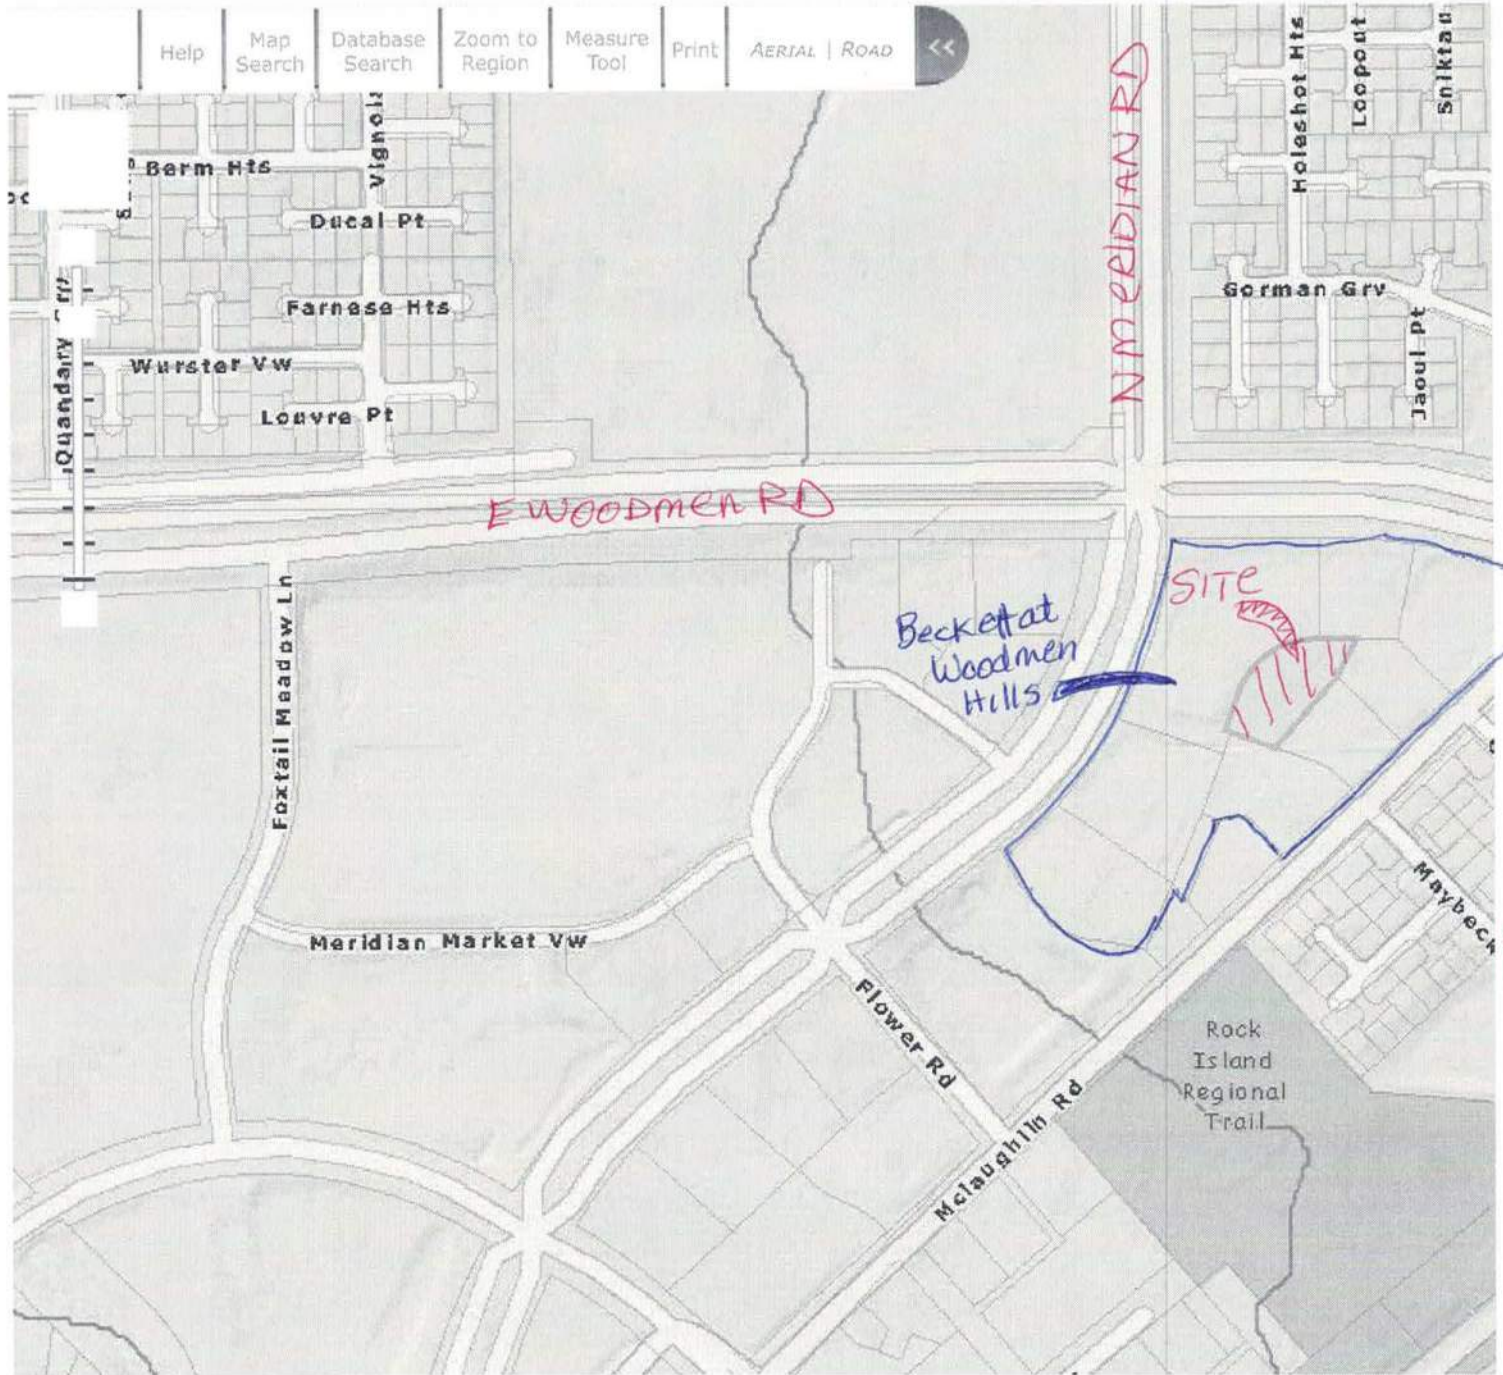 Help
Map
Search
Database
Search
Zoom to
Region
Measure
Tool
Print
AERIAL | ROAD
<<
N MERIDIAN RD
Holeshot Hts
Loopout
Sniktau
Berm Hts
Ducal Pt
Farnese Hts
Wurster Vw
Louvre Pt
Gorman Grv
Jaoul Pt
Quandary
E WOODMEN RD
Foxtail Meadow Ln
Beckett at
Woodmen
Hills
SITE
Meridian Market Vw
Flower Rd
Mclaughlin Rd
Maybeck
Rock
Island
Regional
Trail